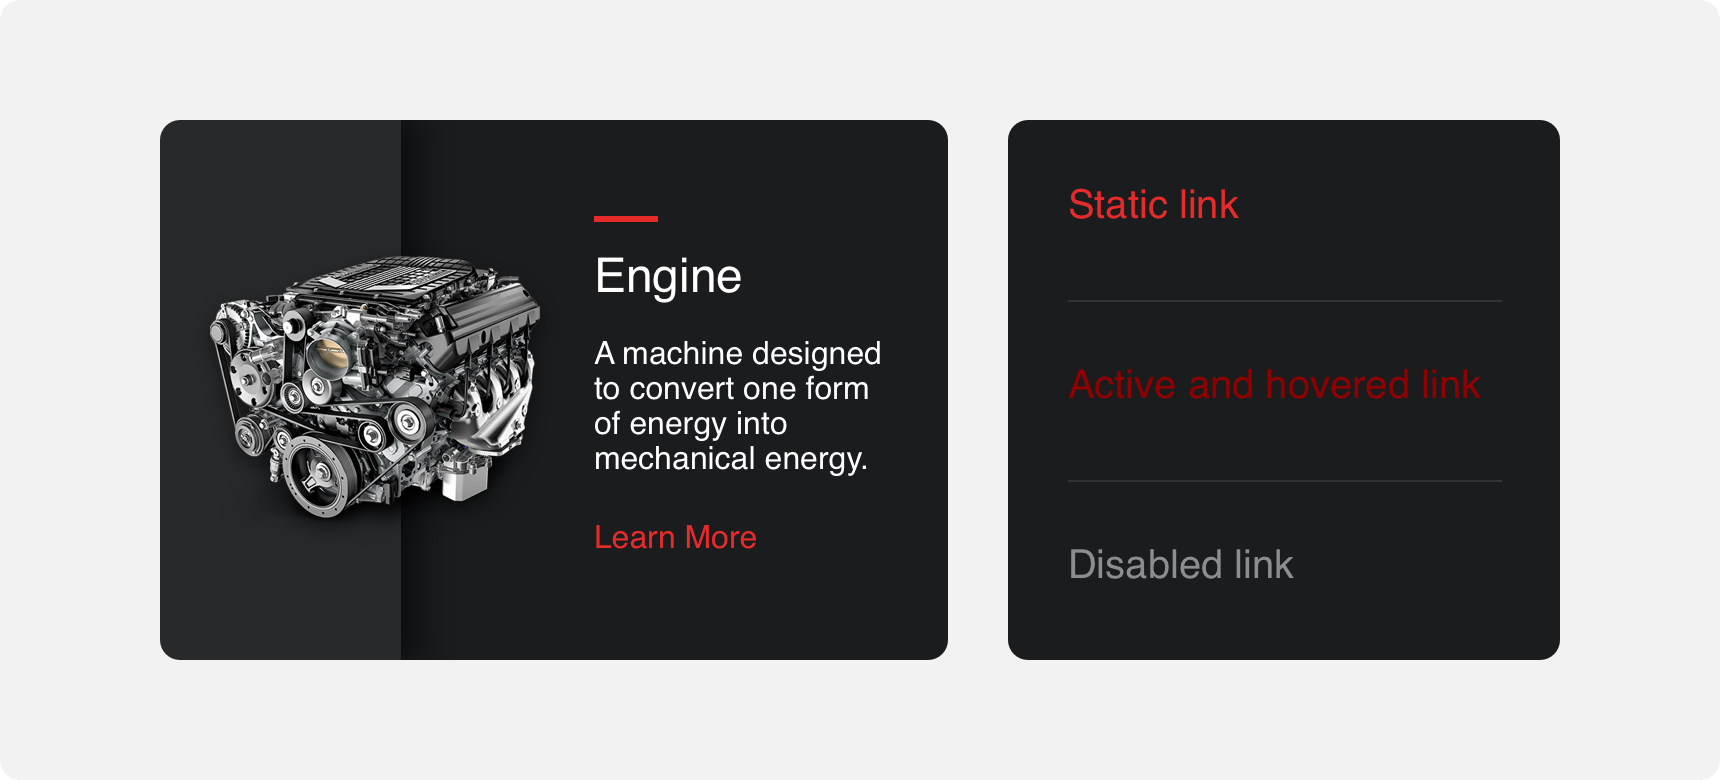 Engine
A machine designed
to convert one form
of energy into
mechanical energy.
Learn More
Static link
Active and hovered link
Disabled link